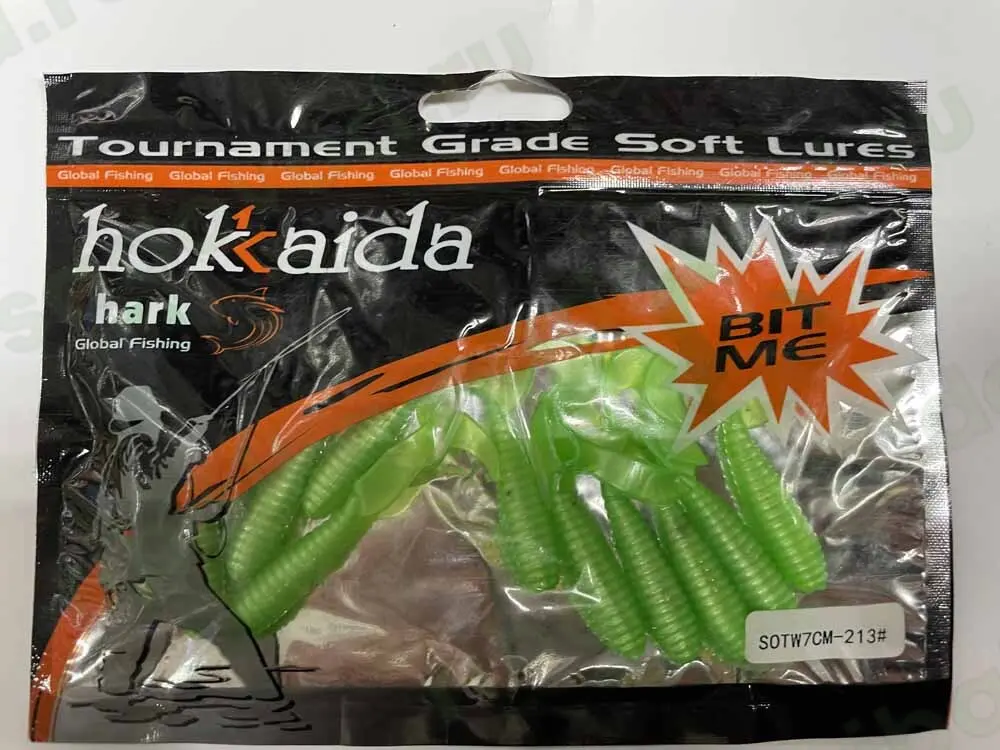 Tournament Grade Soft Lures
Global Fishing Global Fishing Global Fishing Global Fishing Global Fishing Global Fishing Global Fishing Global Fishing
hokkaida
hark
Global Fishing
BIT
ME
SOTW7CM-213#